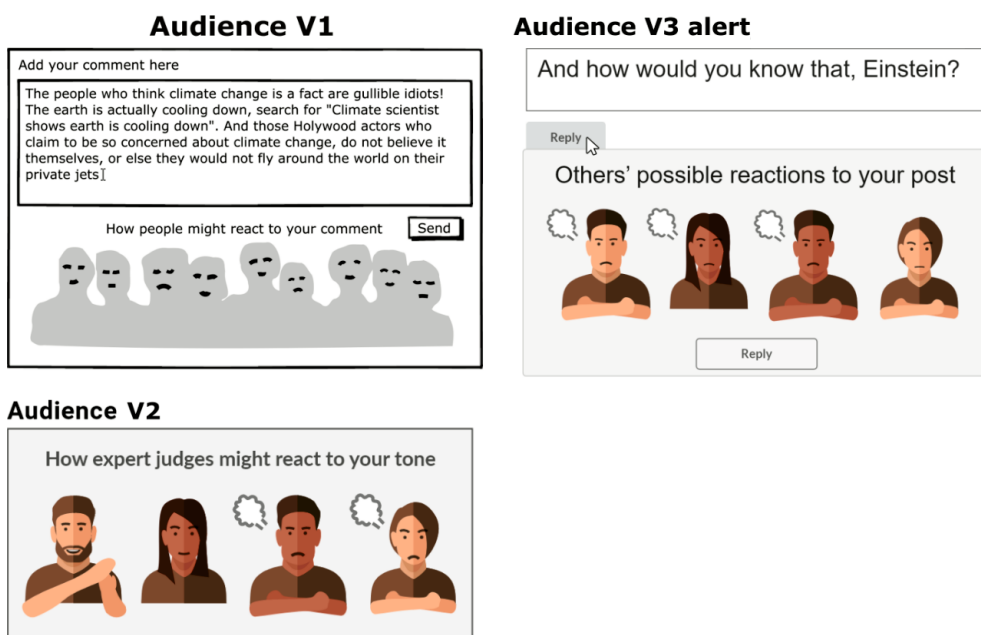 Audience V1
Add your comment here
The people who think climate change is a fact are gullible idiots!
The earth is actually cooling down, search for "Climate scientist
shows earth is cooling down". And those Holywood actors who
claim to be so concerned about climate change, do not believe it
themselves, or else they would not fly around the world on their
private jets
How people might react to your comment
Send
Audience V3 alert
And how would you know that, Einstein?
Reply
Others' possible reactions to your post
Reply
Audience V2
How expert judges might react to your tone